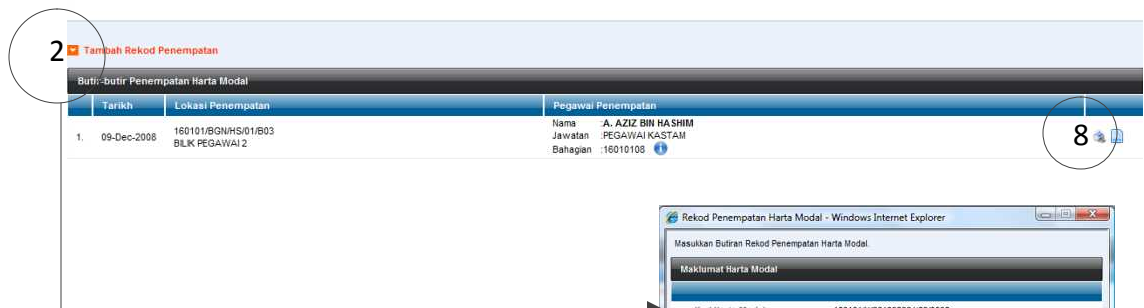 2
Tambah Rekod Penempatan
Butir-butir Penempatan Harta Modal
Tarikh Lokasi Penempatan Pegawai Penempatan
1. 09-Dec-2008 160101/BGN/HS/01/B03
BILIK PEGAWAI 2
Nama :A. AZIZ BIN HASHIM
Jawatan :PEGAWAI KASTAM
Bahagian :16010108
8
Rekod Penempatan Harta Modal - Windows Internet Explorer
Masukkan Butiran Rekod Penempatan Harta Modal.
Maklumat Harta Modal